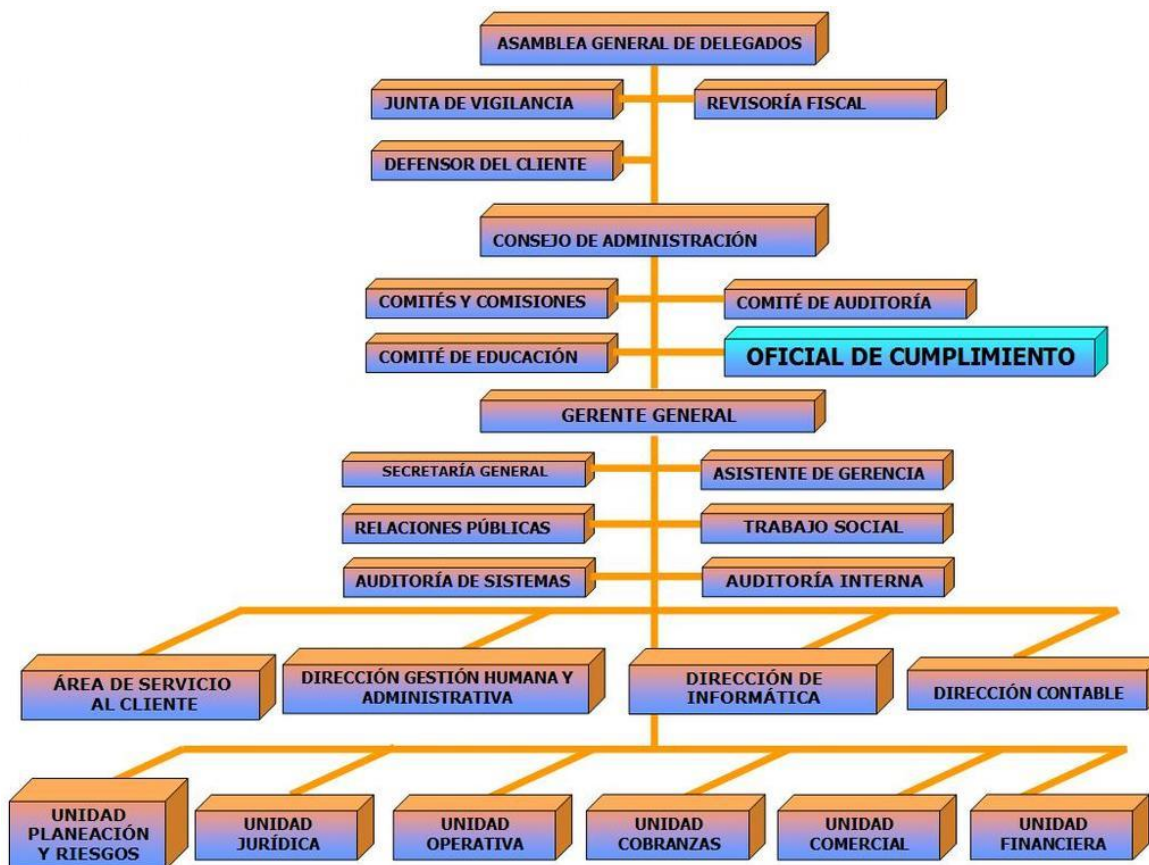 ASAMBLEA GENERAL DE DELEGADOS
JUNTA DE VIGILANCIA
REVISORÍA FISCAL
DEFENSOR DEL CLIENTE
CONSEJO DE ADMINISTRACIÓN
COMITÉS Y COMISIONES
COMITÉ DE AUDITORÍA
COMITÉ DE EDUCACIÓN
OFICIAL DE CUMPLIMIENTO
GERENTE GENERAL
SECRETARÍA GENERAL
ASISTENTE DE GERENCIA
RELACIONES PÚBLICAS
TRABAJO SOCIAL
AUDITORÍA DE SISTEMAS
AUDITORÍA INTERNA
ÁREA DE SERVICIO
AL CLIENTE
DIRECCIÓN GESTIÓN HUMANA Y
ADMINISTRATIVA
DIRECCIÓN DE
INFORMÁTICA
DIRECCIÓN CONTABLE
UNIDAD
PLANEACIÓN
Y RIESGOS
UNIDAD
JURÍDICA
UNIDAD
OPERATIVA
UNIDAD
COBRANZAS
UNIDAD
COMERCIAL
UNIDAD
FINANCIERA